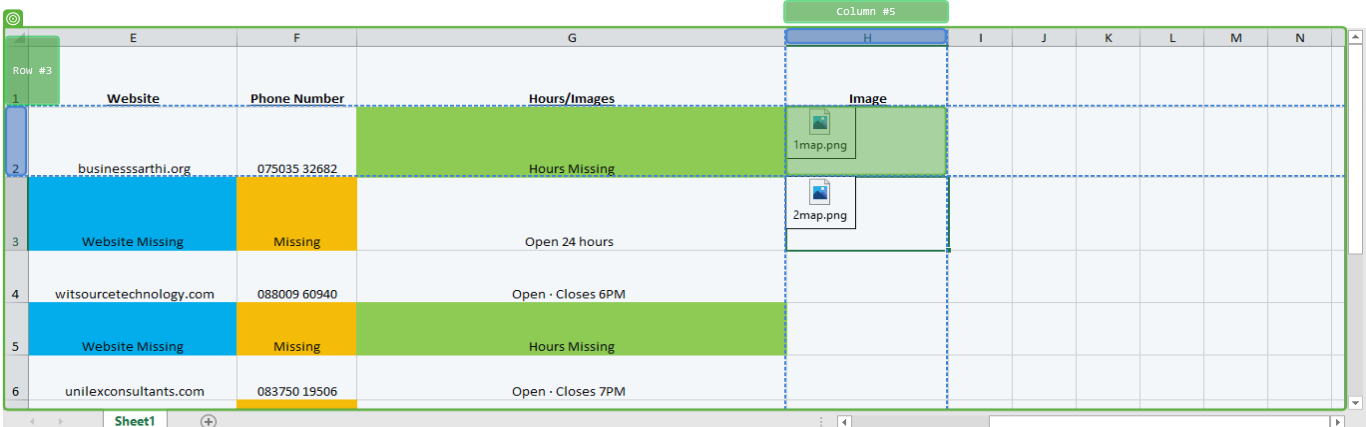 Column #5
E F G H I J K L M N
Row #3
1 Website Phone Number Hours/Images Image
1map.png
2 businesssarthi.org 075035 32682 Hours Missing
2map.png
3 Website Missing Missing Open 24 hours
4 witsourcetechnology.com 088009 60940 Open · Closes 6PM
5 Website Missing Missing Hours Missing
6 unilexconsultants.com 083750 19506 Open · Closes 7PM
Sheet1